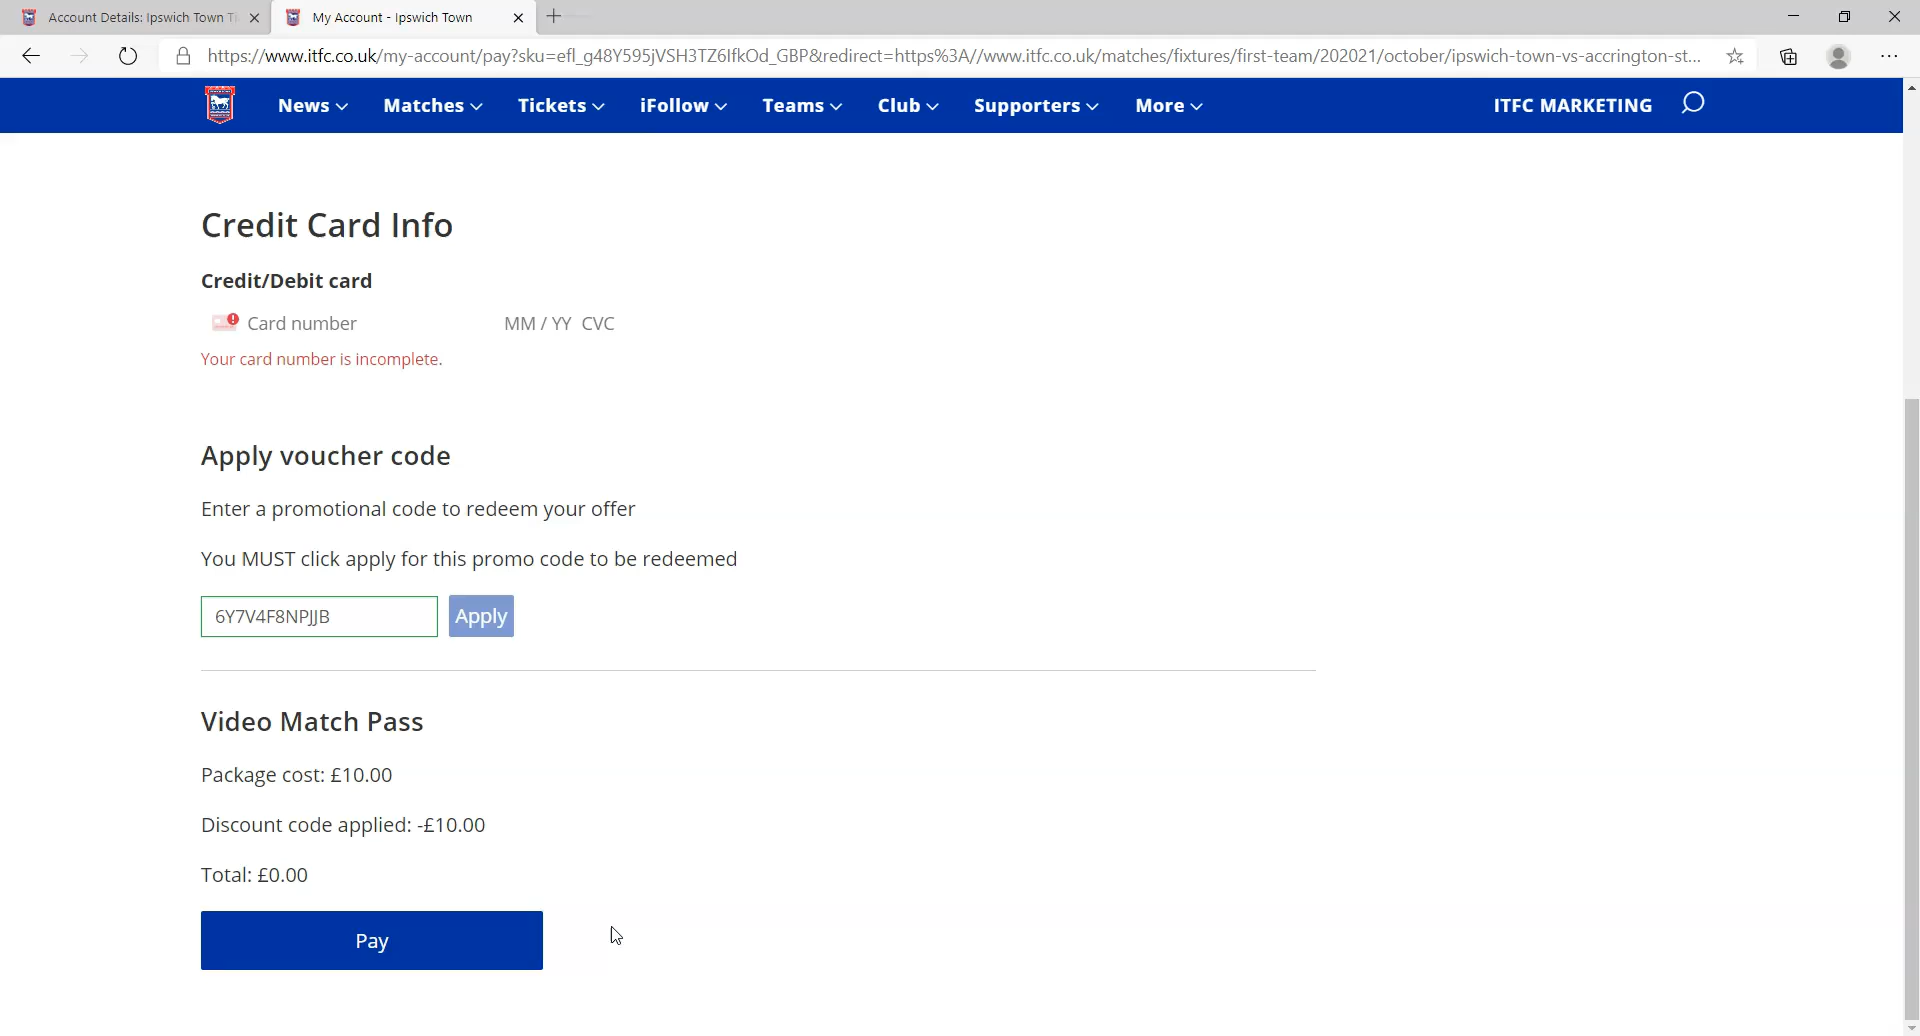 Account Details: Ipswich Town Ti
My Account - Ipswich Town
https://www.itfc.co.uk/my-account/pay?sku=efl_g48Y595jVSH3TZ6IfkOd_GBP&redirect=https%3A//www.itfc.co.uk/matches/fixtures/first-team/202021/october/ipswich-town-vs-accrington-st...
News Matches Tickets iFollow Teams Club Supporters More ITFC MARKETING
Credit Card Info
Credit/Debit card
Card number MM / YY CVC
Your card number is incomplete.
Apply voucher code
Enter a promotional code to redeem your offer
You MUST click apply for this promo code to be redeemed
6Y7V4F8NPJJB Apply
Video Match Pass
Package cost: £10.00
Discount code applied: -£10.00
Total: £0.00
Pay